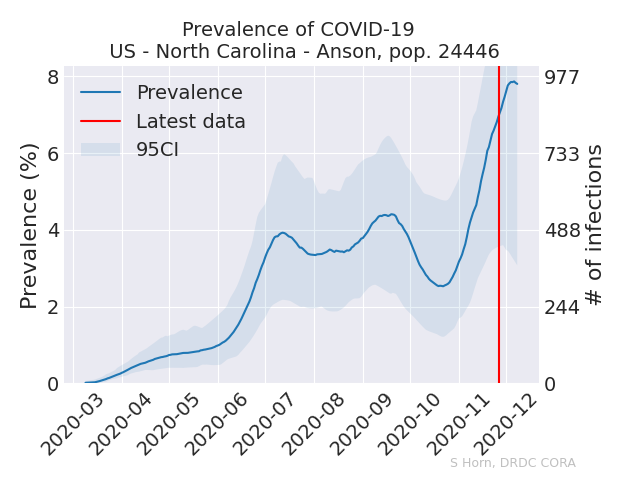 Prevalence of COVID-19
US - North Carolina - Anson, pop. 24446
Prevalence
Latest data
95CI
Prevalence (%)
8
6
4
2
0
977
733
488
244
0
# of infections
2020-03
2020-04
2020-05
2020-06
2020-07
2020-08
2020-09
2020-10
2020-11
2020-12
S Horn, DRDC CORA